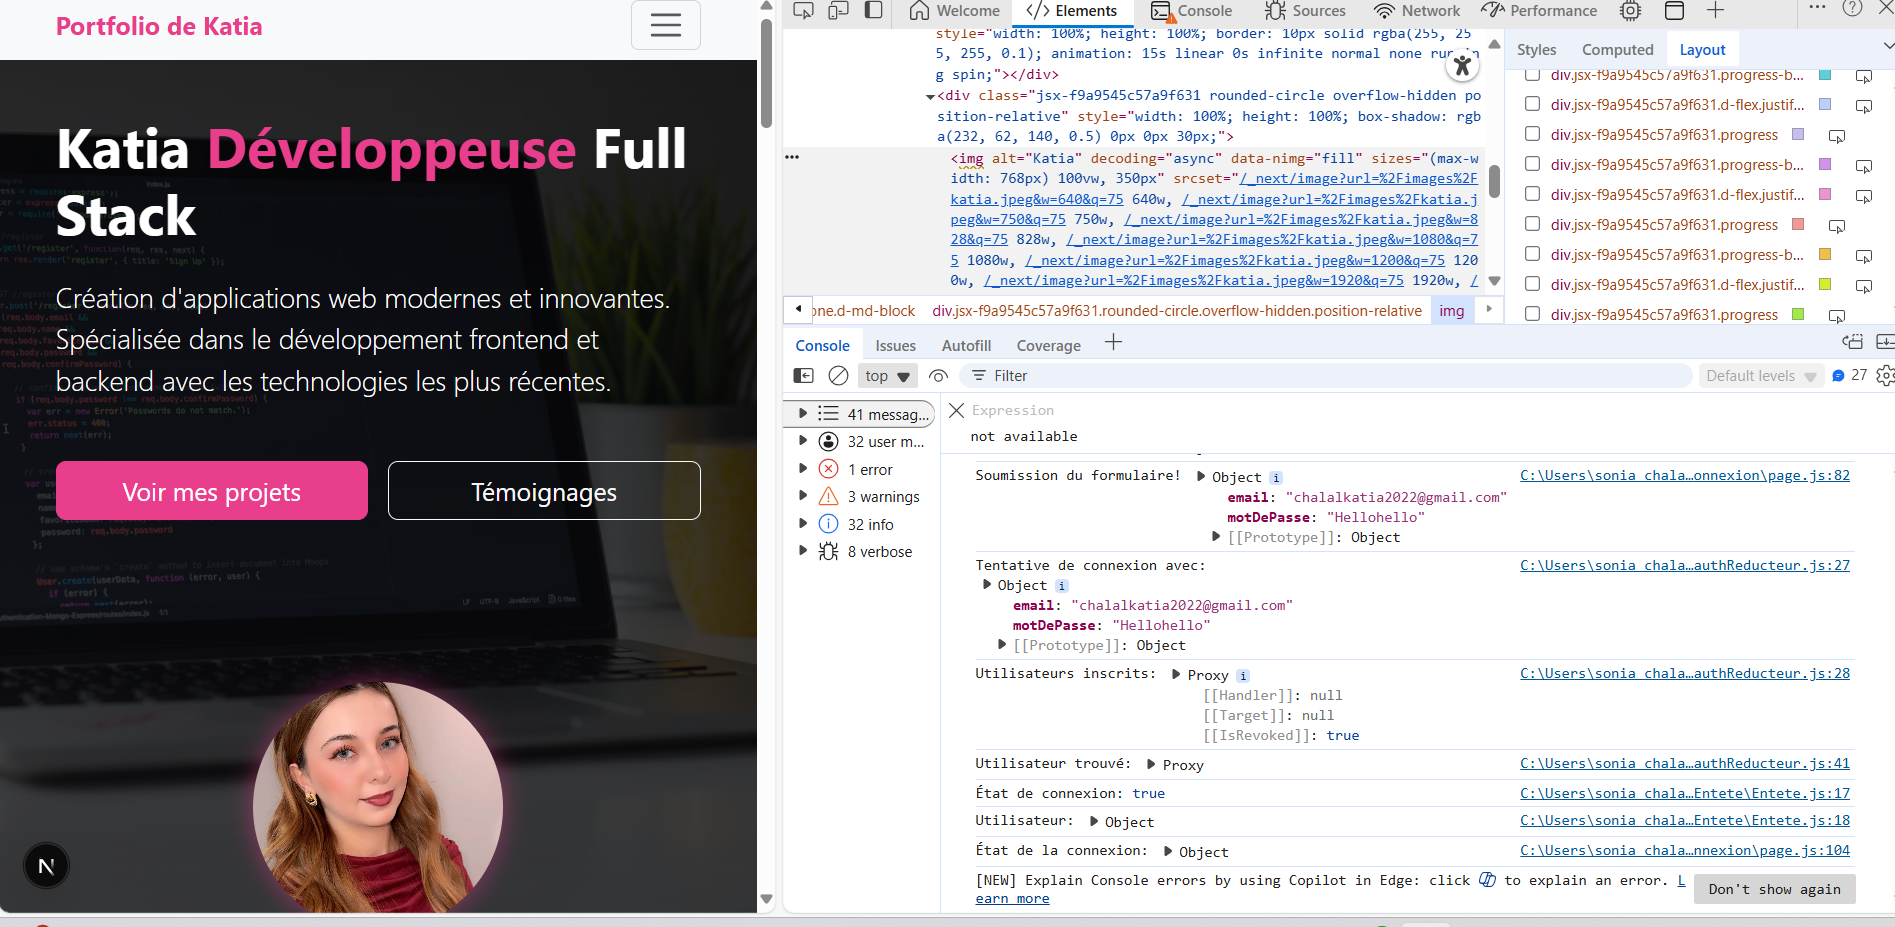 Portfolio de Katia
Katia Développeuse Full
Stack
Création d'applications web modernes et innovantes.
Spécialisée dans le développement frontend et
backend avec les technologies les plus récentes.
Voir mes projets
Témoignages
N
Welcome
</> Elements
Console
Sources
Network
Performance
style="width: 100%; height: 100%; border: 10px solid rgba(255, 25
5, 255, 0.1); animation: 15s linear 0s infinite normal none runnin
g spin;"></div>
<div class="jsx-f9a9545c57a9f631 rounded-circle overflow-hidden po
sition-relative" style="width: 100%; height: 100%; box-shadow: rgb
a(232, 62, 140, 0.5) 0px 0px 30px;">
<img alt="Katia" decoding="async" data-nimg="fill" sizes="(max-w
idth: 768px) 100vw, 350px" srcset="/_next/image?url=%2Fimages%2F
katia.jpeg&w=640&q=75 640w, /_next/image?url=%2Fimages%2Fkatia.j
peg&w=750&q=75 750w, /_next/image?url=%2Fimages%2Fkatia.jpeg&w=8
28&q=75 828w, /_next/image?url=%2Fimages%2Fkatia.jpeg&w=1080&q=7
5 1080w, /_next/image?url=%2Fimages%2Fkatia.jpeg&w=1200&q=75 120
0w, /_next/image?url=%2Fimages%2Fkatia.jpeg&w=1920&q=75 1920w, /
one.d-md-block
div.jsx-f9a9545c57a9f631.rounded-circle.overflow-hidden.position-relative
img
Styles
Computed
Layout
div.jsx-f9a9545c57a9f631.progress-b...
div.jsx-f9a9545c57a9f631.d-flex.justif...
div.jsx-f9a9545c57a9f631.progress
div.jsx-f9a9545c57a9f631.progress-b...
div.jsx-f9a9545c57a9f631.d-flex.justif...
div.jsx-f9a9545c57a9f631.progress
div.jsx-f9a9545c57a9f631.progress-b...
div.jsx-f9a9545c57a9f631.d-flex.justif...
div.jsx-f9a9545c57a9f631.progress
Console
Issues
Autofill
Coverage
top
Filter
Default levels
27
41 messag...
32 user m...
1 error
3 warnings
32 info
8 verbose
Expression
not available
Soumission du formulaire! Object i
C:\Users\sonia chala…onnexion\page.js:82
email: "chalalkatia2022@gmail.com"
motDePasse: "Hellohello"
[[Prototype]]: Object
Tentative de connexion avec:
C:\Users\sonia chala…authReducteur.js:27
Object i
email: "chalalkatia2022@gmail.com"
motDePasse: "Hellohello"
[[Prototype]]: Object
Utilisateurs inscrits: Proxy i
C:\Users\sonia chala…authReducteur.js:28
[[Handler]]: null
[[Target]]: null
[[IsRevoked]]: true
Utilisateur trouvé: Proxy
C:\Users\sonia chala…authReducteur.js:41
État de connexion: true
C:\Users\sonia chala…Entete\Entete.js:17
Utilisateur: Object
C:\Users\sonia chala…Entete\Entete.js:18
État de la connexion: Object
C:\Users\sonia chala…nnexion\page.js:104
[NEW] Explain Console errors by using Copilot in Edge: click to explain an error. L
earn more
Don't show again